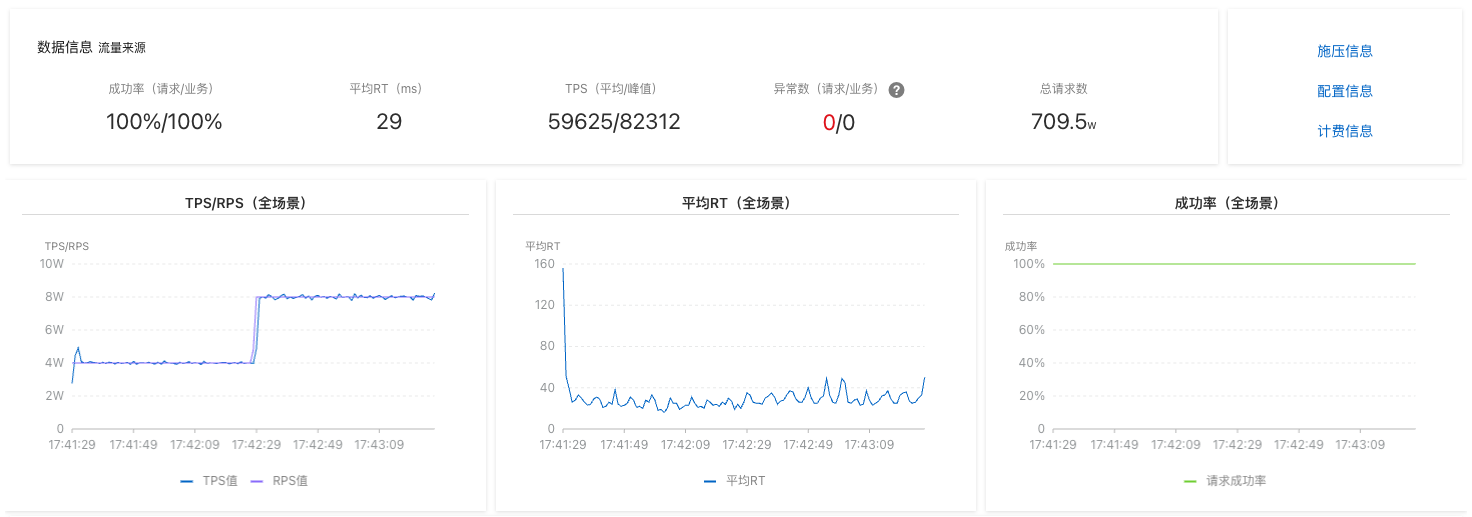 数据信息 流量来源
成功率（请求/业务）
100%/100%
平均RT（ms）
29
TPS（平均/峰值）
59625/82312
异常数（请求/业务） ?
0/0
总请求数
709.5w
施压信息
配置信息
计费信息
TPS/RPS（全场景）
TPS/RPS
10W
8W
6W
4W
2W
0
17:41:29 17:41:49 17:42:09 17:42:29 17:42:49 17:43:09
TPS值 RPS值
平均RT（全场景）
平均RT
160
120
80
40
0
17:41:29 17:41:49 17:42:09 17:42:29 17:42:49 17:43:09
平均RT
成功率（全场景）
成功率
100%
80%
60%
40%
20%
0
17:41:29 17:41:49 17:42:09 17:42:29 17:42:49 17:43:09
请求成功率